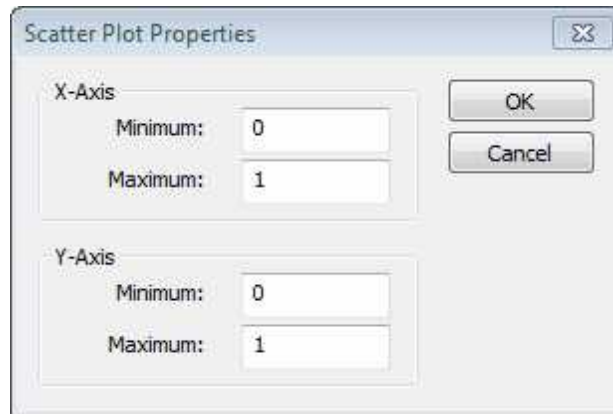 Scatter Plot Properties
X-Axis
Minimum: 0
Maximum: 1
OK
Cancel
Y-Axis
Minimum: 0
Maximum: 1